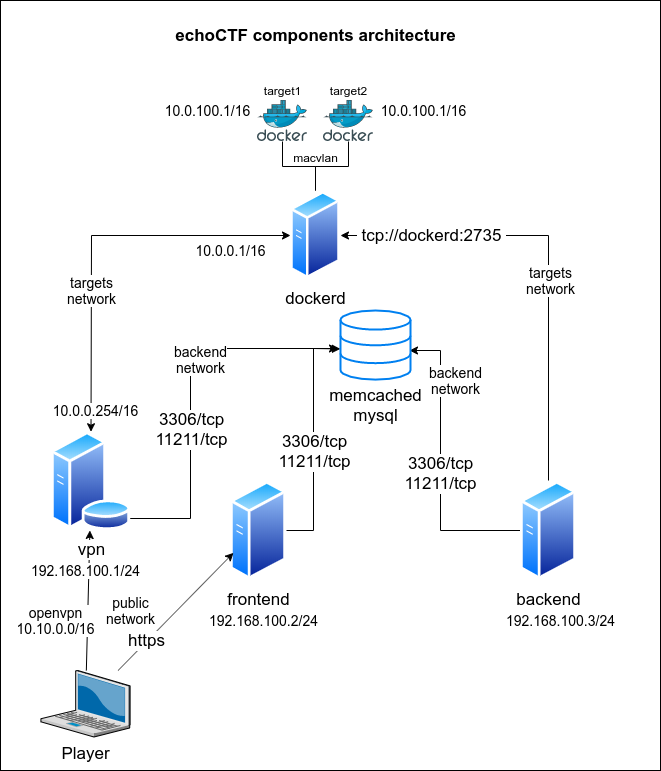 echoCTF components architecture
target1
target2
10.0.100.1/16
10.0.100.1/16
docker
docker
macvlan
tcp://dockerd:2735
10.0.0.1/16
targets
network
targets
network
dockerd
backend
network
memcached
mysql
backend
network
10.0.0.254/16
3306/tcp
11211/tcp
3306/tcp
11211/tcp
3306/tcp
11211/tcp
vpn
192.168.100.1/24
frontend
192.168.100.2/24
backend
192.168.100.3/24
openvpn
10.10.0.0/16
public
network
https
Player